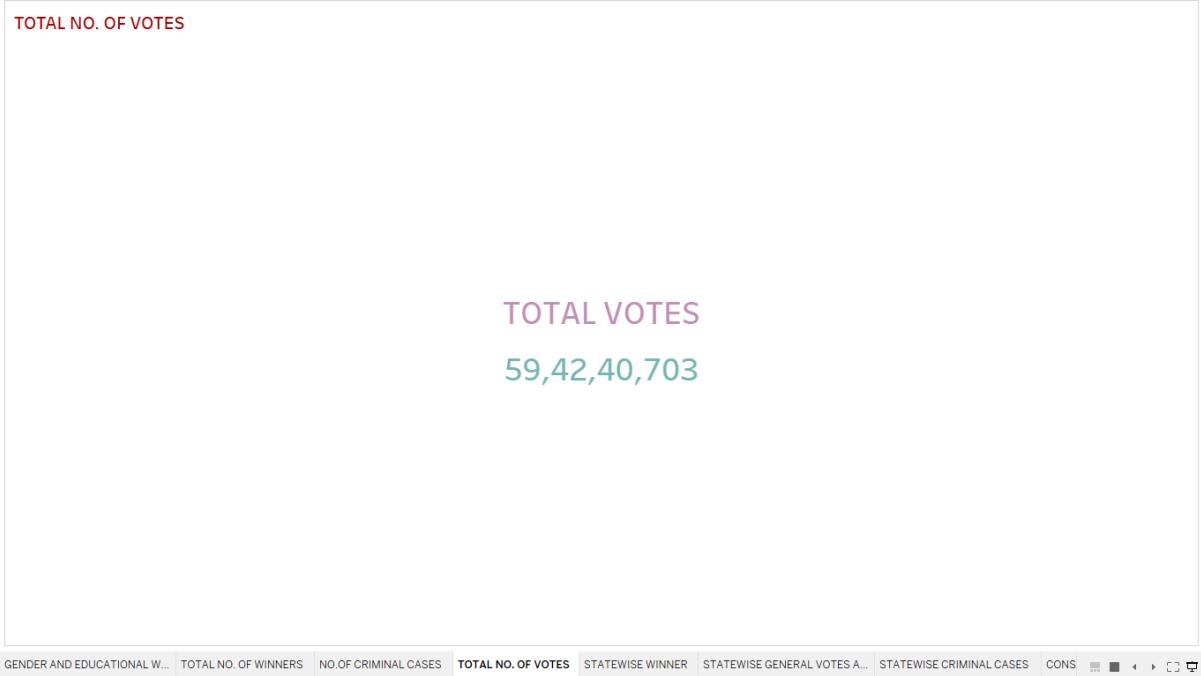 TOTAL NO. OF VOTES
TOTAL VOTES
59,42,40,703
GENDER AND EDUCATIONAL W...
TOTAL NO. OF WINNERS
NO.OF CRIMINAL CASES
TOTAL NO. OF VOTES
STATEWISE WINNER
STATEWISE GENERAL VOTES A...
STATEWISE CRIMINAL CASES
CONS